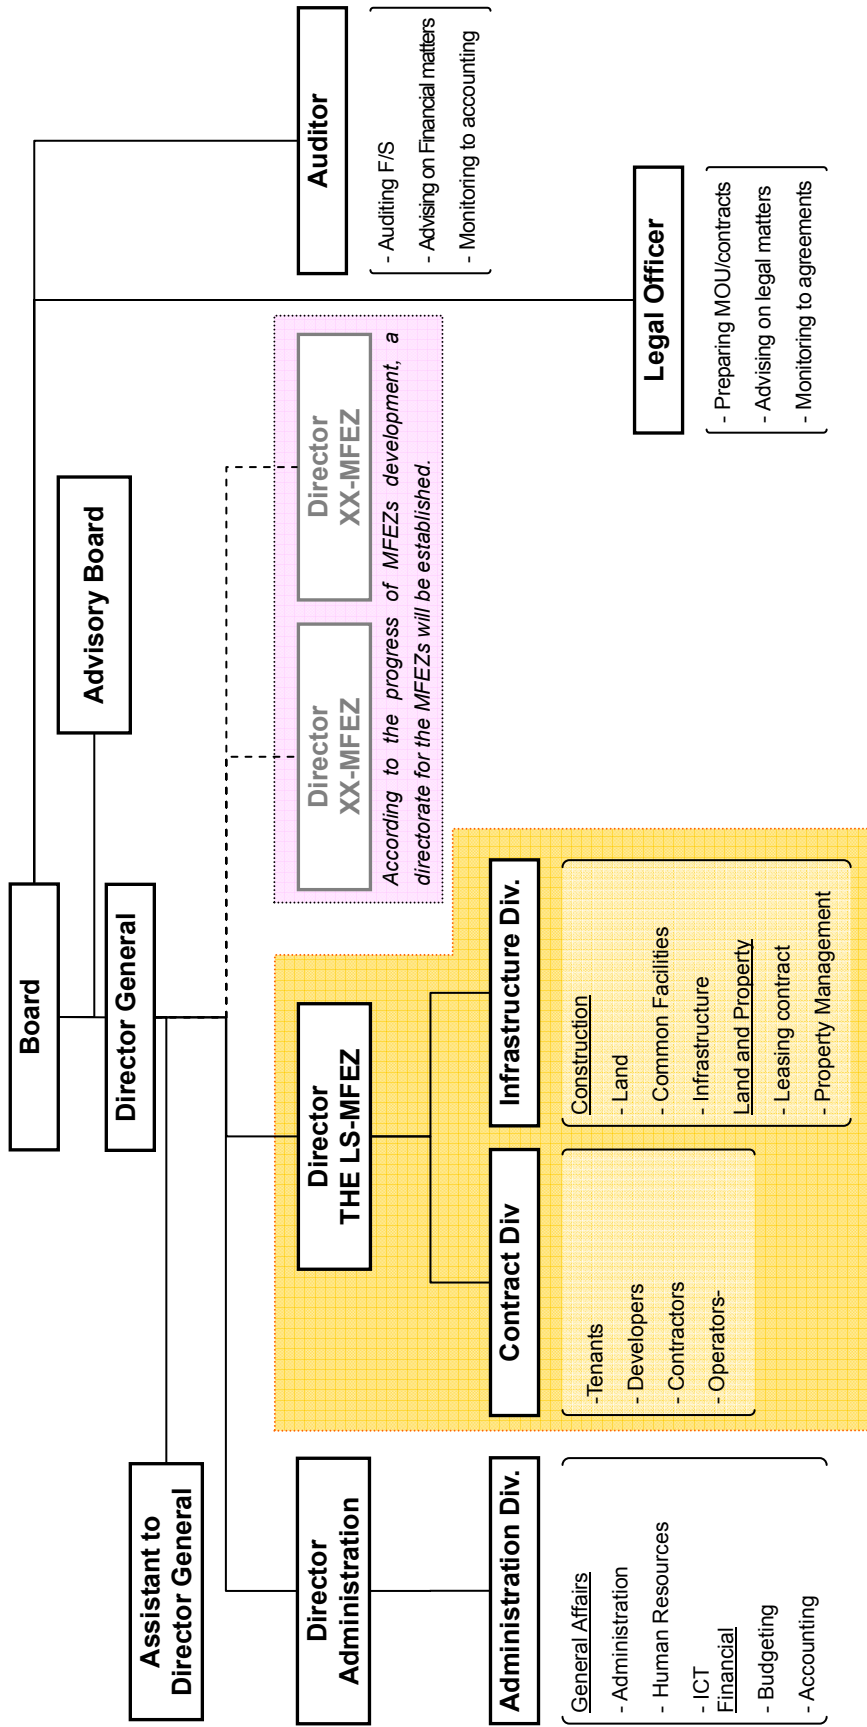 Board
Advisory Board
Director General
Assistant to
Director General
Director
Administration
Director
THE LS-MFEZ
Director
XX-MFEZ
Director
XX-MFEZ
According to the progress of MFEZs development, a
directorate for the MFEZs will be established.
Auditor
- Auditing F/S
- Advising on Financial matters
- Monitoring to accounting
Administration Div.
General Affairs
- Administration
- Human Resources
- ICT
Financial
- Budgeting
- Accounting
Contract Div
-Tenants
- Developers
- Contractors
- Operators-
Infrastructure Div.
Construction
- Land
- Common Facilities
- Infrastructure
Land and Property
- Leasing contract
- Property Management
Legal Officer
- Preparing MOU/contracts
- Advising on legal matters
- Monitoring to agreements